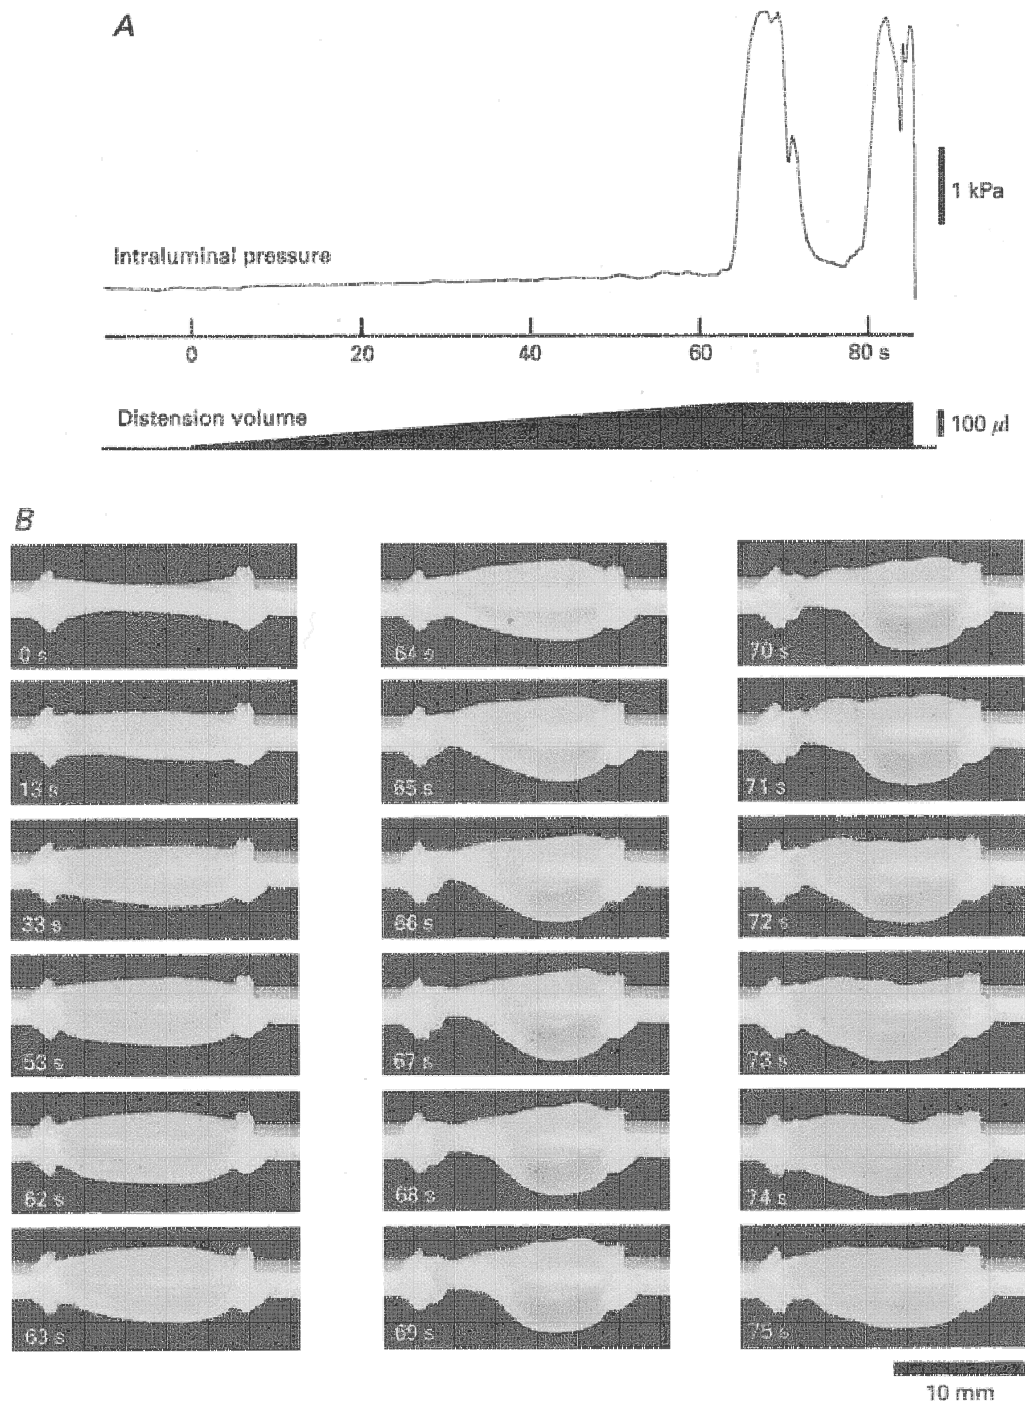 A
1 kPa
Intraluminal pressure
0 20 40 60 80 s
Distension volume
100 µl
B
0 s 64 s 70 s
13 s 65 s 71 s
33 s 66 s 72 s
53 s 67 s 73 s
62 s 68 s 74 s
63 s 69 s 75 s
10 mm